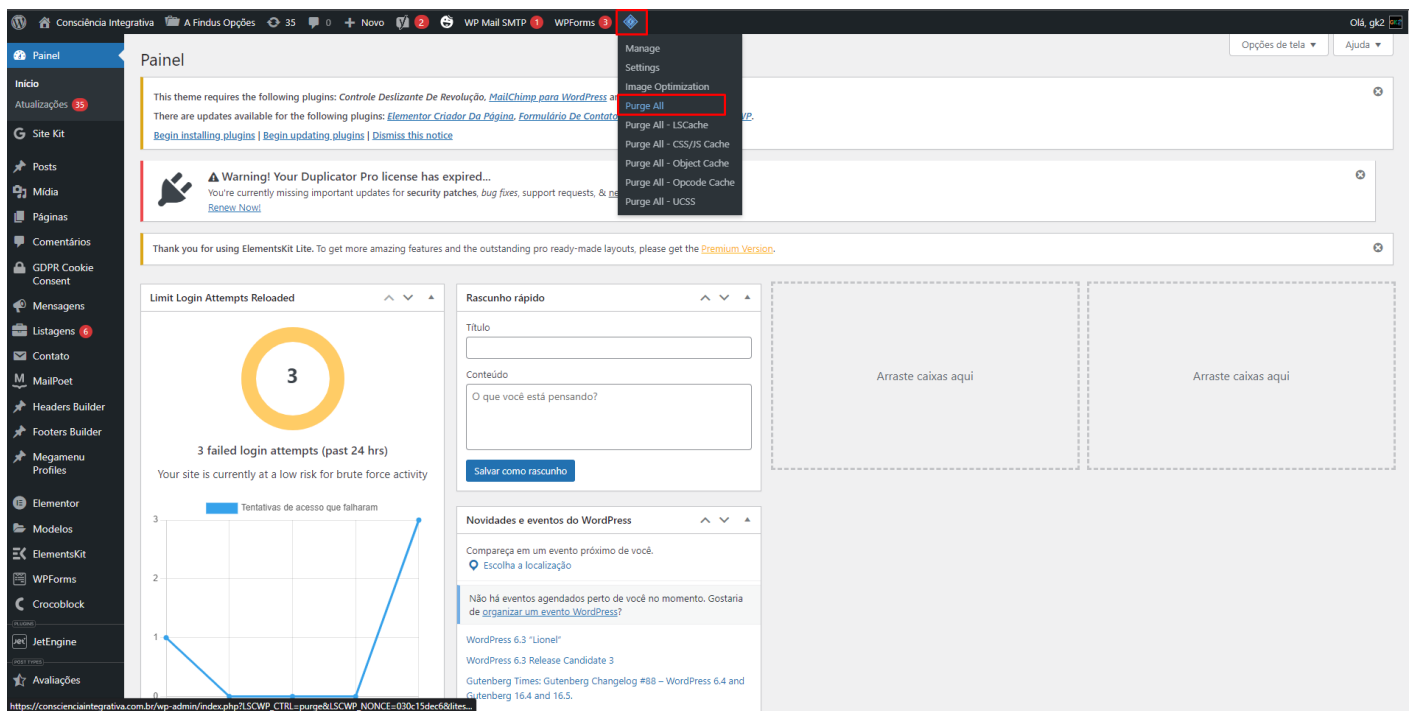 Consciência Integrativa A Findus Opções 35 0 + Novo 2 WP Mail SMTP 1 WPForms 3 Olá, gk2
Painel
Início
Atualizações 35
Site Kit
Posts
Mídia
Páginas
Comentários
GDPR Cookie
Consent
Mensagens
Listagens 6
Contato
MailPoet
Headers Builder
Footers Builder
Megamenu
Profiles
Elementor
Modelos
ElementsKit
WPForms
Crocoblock
PLUGINS
JetEngine
POST TYPES
Avaliações
Manage
Settings
Image Optimization
Purge All
Purge All - LSCache
Purge All - CSS/JS Cache
Purge All - Object Cache
Purge All - Opcode Cache
Purge All - UCSS
Painel
Opções de tela ▼ Ajuda ▼
This theme requires the following plugins: Controle Deslizante De Revolução, MailChimp para WordPress
There are updates available for the following plugins: Elementor Criador Da Página, Formulário De Contato
Begin installing plugins | Begin updating plugins | Dismiss this notice
Warning! Your Duplicator Pro license has expired...
You're currently missing important updates for security patches, bug fixes, support requests, &
Renew Now!
Thank you for using ElementsKit Lite. To get more amazing features and the outstanding pro ready-made layouts, please get the Premium Version.
Limit Login Attempts Reloaded
3
3 failed login attempts (past 24 hrs)
Your site is currently at a low risk for brute force activity
Tentativas de acesso que falharam
3
2
1
0
Rascunho rápido
Título
Conteúdo
O que você está pensando?
Salvar como rascunho
Novidades e eventos do WordPress
Compareça em um evento próximo de você.
Escolha a localização
Não há eventos agendados perto de você no momento. Gostaria
de organizar um evento WordPress?
WordPress 6.3 "Lionel"
WordPress 6.3 Release Candidate 3
Gutenberg Times: Gutenberg Changelog #88 – WordPress 6.4 and
Gutenberg 16.4 and 16.5.
Arraste caixas aqui
Arraste caixas aqui
https://conscienciaintegrativa.com.br/wp-admin/index.php?LSCWP_CTRL=purge&LSCWP_NONCE=030c15dec6&lites...